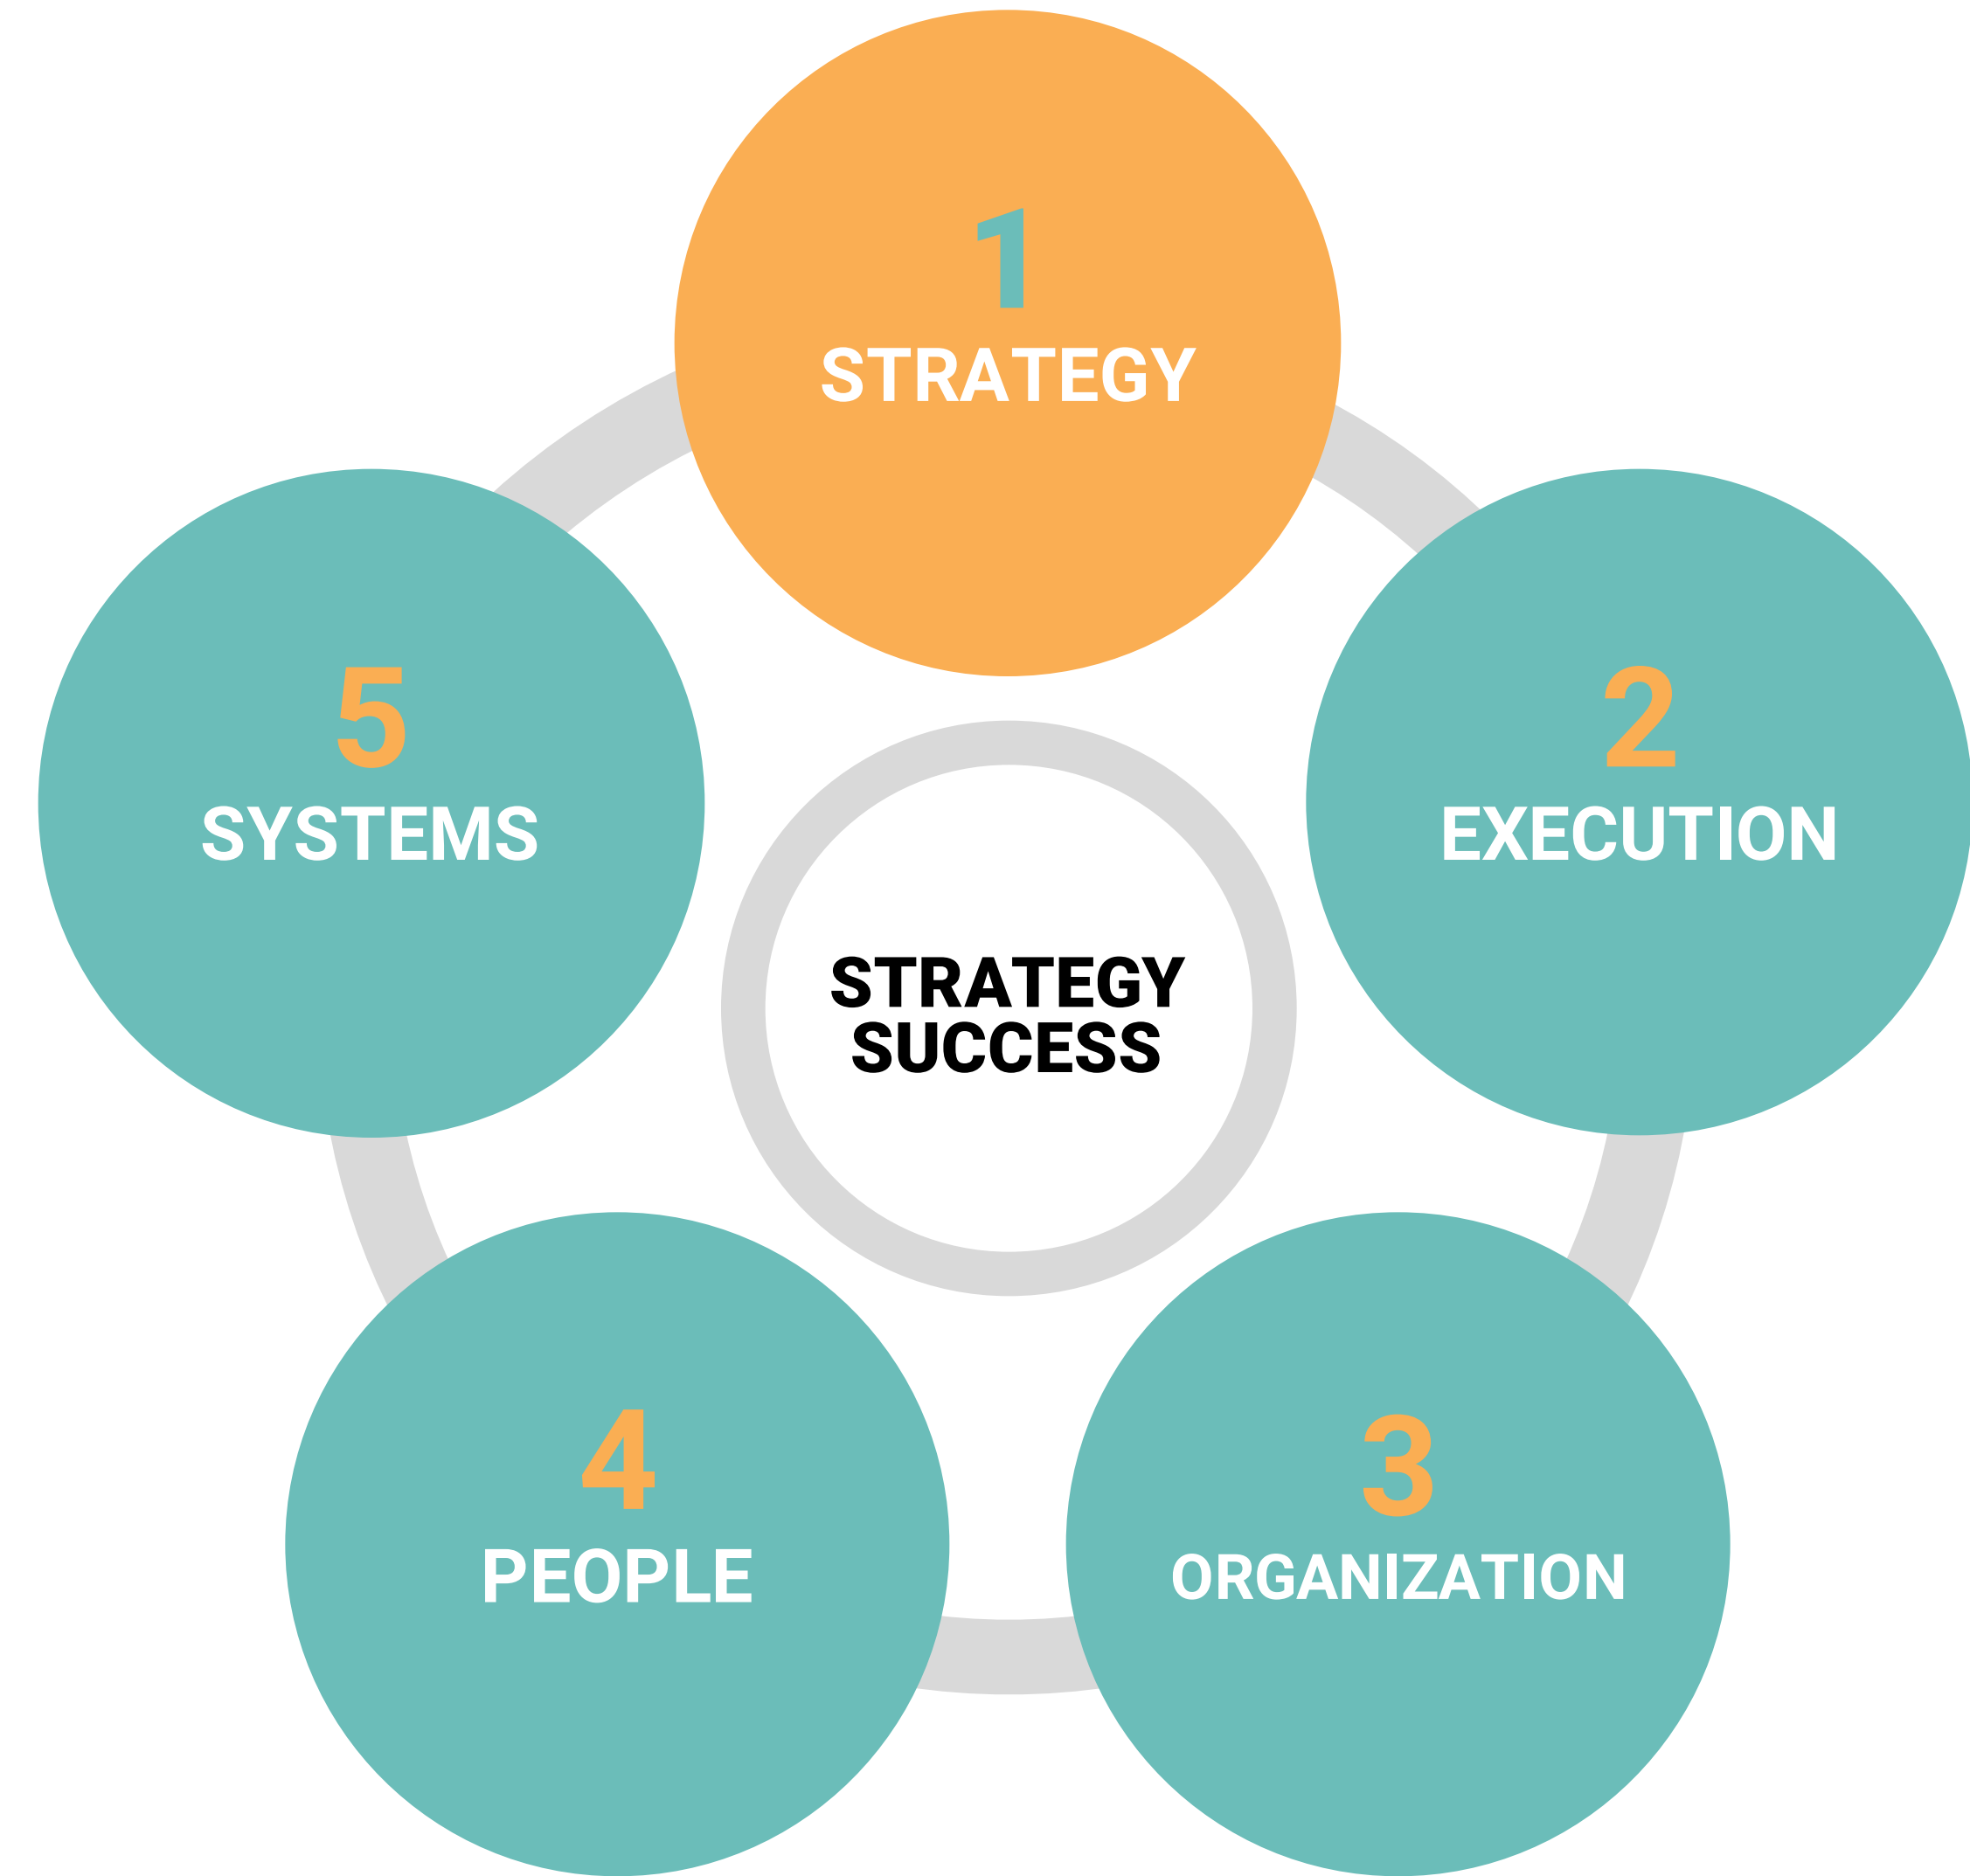 1
STRATEGY
2
EXECUTION
3
ORGANIZATION
4
PEOPLE
5
SYSTEMS
STRATEGY
SUCCESS